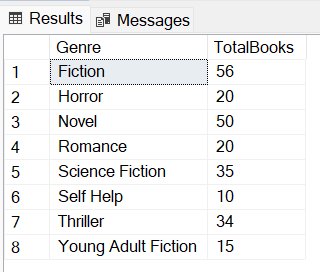 Results Messages
Genre TotalBooks
1 Fiction 56
2 Horror 20
3 Novel 50
4 Romance 20
5 Science Fiction 35
6 Self Help 10
7 Thriller 34
8 Young Adult Fiction 15